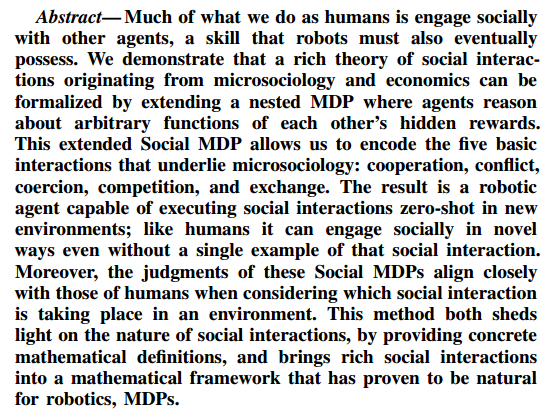 Abstract—Much of what we do as humans is engage socially
with other agents, a skill that robots must also eventually
possess. We demonstrate that a rich theory of social interac-
tions originating from microsociology and economics can be
formalized by extending a nested MDP where agents reason
about arbitrary functions of each other's hidden rewards.
This extended Social MDP allows us to encode the five basic
interactions that underlie microsociology: cooperation, conflict,
coercion, competition, and exchange. The result is a robotic
agent capable of executing social interactions zero-shot in new
environments; like humans it can engage socially in novel
ways even without a single example of that social interaction.
Moreover, the judgments of these Social MDPs align closely
with those of humans when considering which social interaction
is taking place in an environment. This method both sheds
light on the nature of social interactions, by providing concrete
mathematical definitions, and brings rich social interactions
into a mathematical framework that has proven to be natural
for robotics, MDPs.